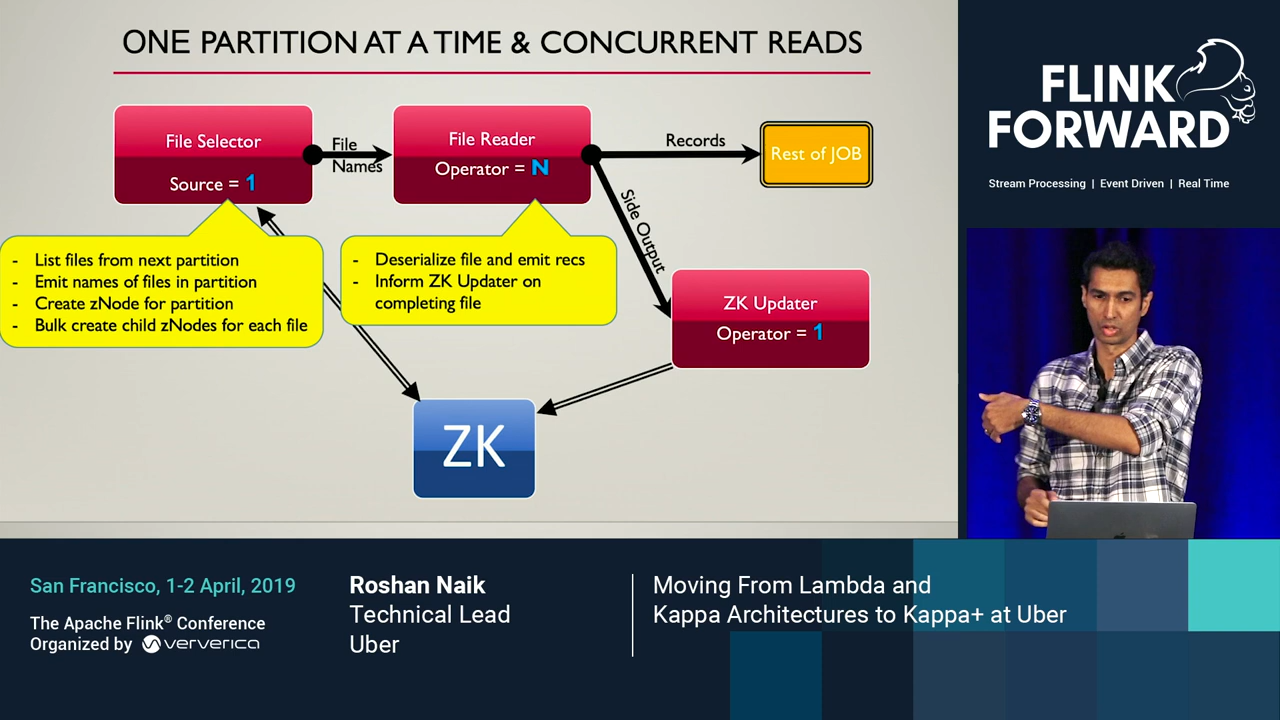 ONE PARTITION AT A TIME & CONCURRENT READS
File Selector
Source = 1
File
Names
File Reader
Operator = N
Records
Rest of JOB
Side Output
- List files from next partition
- Emit names of files in partition
- Create zNode for partition
- Bulk create child zNodes for each file
- Deserialize file and emit recs
- Inform ZK Updater on
completing file
ZK Updater
Operator = 1
ZK
FLINK
FORWARD
Stream Processing | Event Driven | Real Time
San Francisco, 1-2 April, 2019
The Apache Flink® Conference
Organized by ververica
Roshan Naik
Technical Lead
Uber
Moving From Lambda and
Kappa Architectures to Kappa+ at Uber